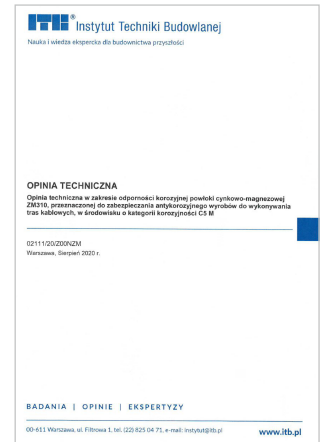 ITB® Instytut Techniki Budowlanej
Nauka i wiedza ekspercka dla budownictwa przyszłości
OPINIA TECHNICZNA
Opinia techniczna w zakresie odporności korozyjnej powłoki cynkowo-magnezowej
ZM310, przeznaczonej do zabezpieczania antykorozyjnego wyrobów do wykonywania
tras kablowych, w środowisku o kategorii korozyjności C5 M
02111/20/Z00NZM
Warszawa, Sierpień 2020 r.
BADANIA | OPINIE | EKSPERTYZY
00-611 Warszawa, ul. Filtrowa 1, tel. (22) 825 04 71, e-mail: instytut@itb.pl
www.itb.pl